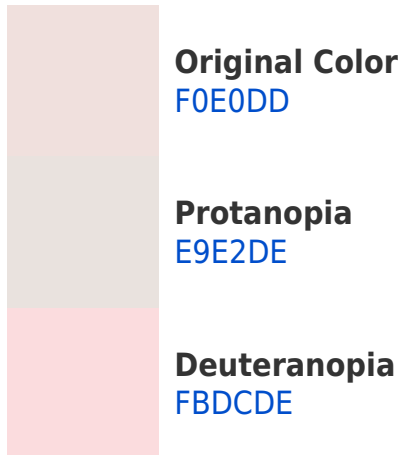 Original Color
F0E0DD
Protanopia
E9E2DE
Deuteranopia
FBDCDE